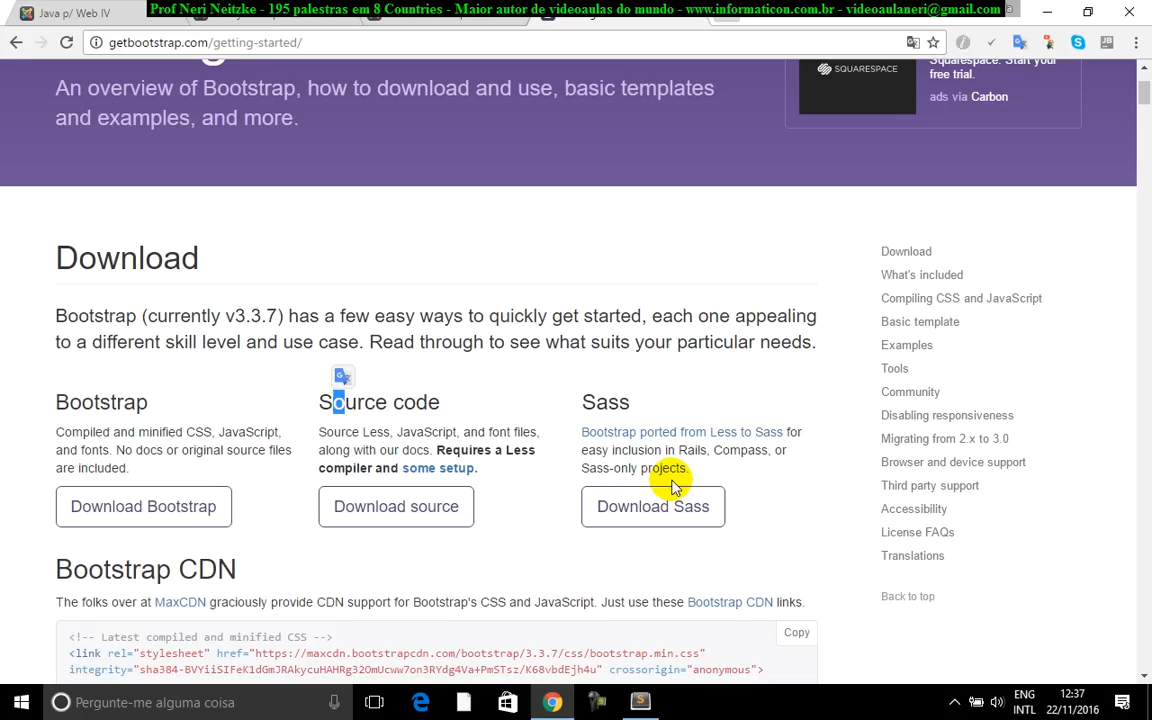 Java p/ Web IV
Prof Neri Neitzke - 195 palestras em 8 Countries - Maior autor de videoaulas do mundo - www.informaticon.com.br - videoaulaneri@gmail.com
getbootstrap.com/getting-started/
An overview of Bootstrap, how to download and use, basic templates
and examples, and more.
SQUARESPACE
Squarespace. Start your
free trial.
ads via Carbon
Download
Bootstrap (currently v3.3.7) has a few easy ways to quickly get started, each one appealing
to a different skill level and use case. Read through to see what suits your particular needs.
Bootstrap
Compiled and minified CSS, JavaScript,
and fonts. No docs or original source files
are included.
Download Bootstrap
Source code
Source Less, JavaScript, and font files,
along with our docs. Requires a Less
compiler and some setup.
Download source
Sass
Bootstrap ported from Less to Sass for
easy inclusion in Rails, Compass, or
Sass-only projects.
Download Sass
Bootstrap CDN
The folks over at MaxCDN graciously provide CDN support for Bootstrap's CSS and JavaScript. Just use these Bootstrap CDN links.
Copy
<!-- Latest compiled and minified CSS -->
<link rel="stylesheet" href="https://maxcdn.bootstrapcdn.com/bootstrap/3.3.7/css/bootstrap.min.css"
integrity="sha384-BVYiiSIFeK1dGmJRAkycuHAHRg32OmUcww7on3RYdg4Va+PmSTsz/K68vbdEjh4u" crossorigin="anonymous">
Download
What's included
Compiling CSS and JavaScript
Basic template
Examples
Tools
Community
Disabling responsiveness
Migrating from 2.x to 3.0
Browser and device support
Third party support
Accessibility
License FAQs
Translations
Back to top
Pergunte-me alguma coisa
ENG
INTL
12:37
22/11/2016